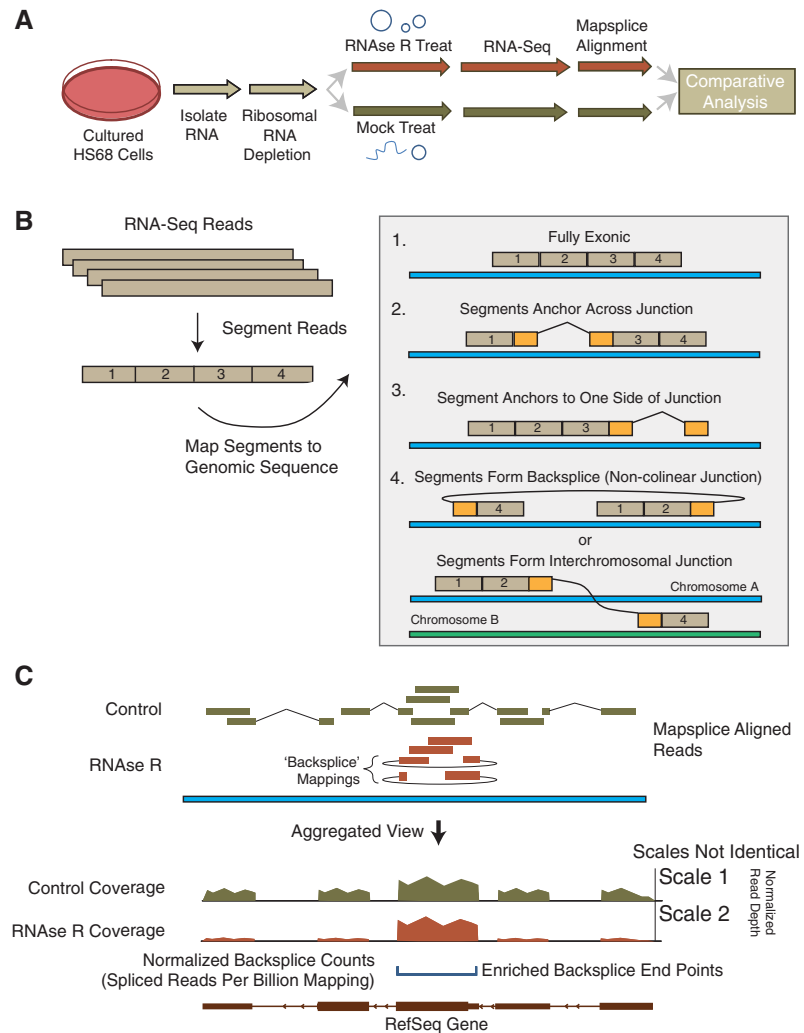 A
RNAse R Treat
RNA-Seq
Mapsplice
Alignment
Cultured
HS68 Cells
Isolate
RNA
Ribosomal
RNA
Depletion
Mock Treat
Comparative
Analysis
B
RNA-Seq Reads
Segment Reads
1 2 3 4
Map Segments to
Genomic Sequence
1.
Fully Exonic
1 2 3 4
2.
Segments Anchor Across Junction
1 3 4
3.
Segment Anchors to One Side of Junction
1 2 3
4.
Segments Form Backsplice (Non-colinear Junction)
4 1 2
or
Segments Form Interchromosomal Junction
1 2
Chromosome A
Chromosome B
4
C
Control
RNAse R
'Backsplice'
Mappings
Mapsplice Aligned
Reads
Aggregated View
Scales Not Identical
Control Coverage
Scale 1
RNAse R Coverage
Scale 2
Normalized
Read Depth
Normalized Backsplice Counts
(Spliced Reads Per Billion Mapping)
Enriched Backsplice End Points
RefSeq Gene